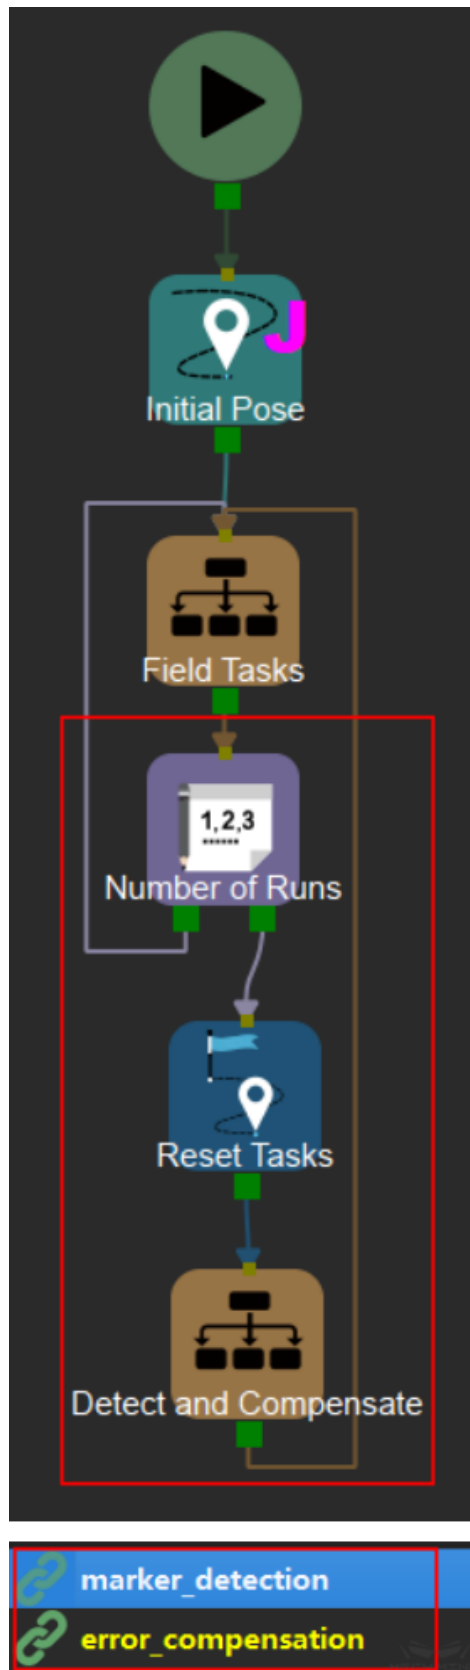 J
Initial Pose
Field Tasks
1,2,3
Number of Runs
Reset Tasks
Detect and Compensate
marker_detection
error_compensation